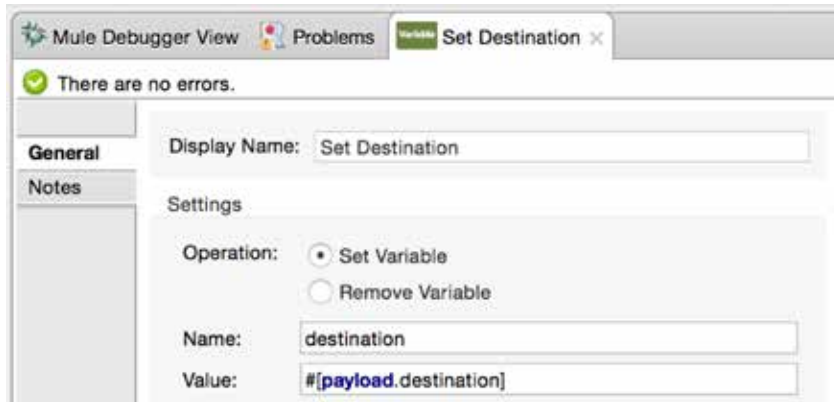 Mule Debugger View Problems Variable Set Destination
There are no errors.
General
Display Name: Set Destination
Notes
Settings
Operation: Set Variable
Remove Variable
Name: destination
Value: #[payload.destination]